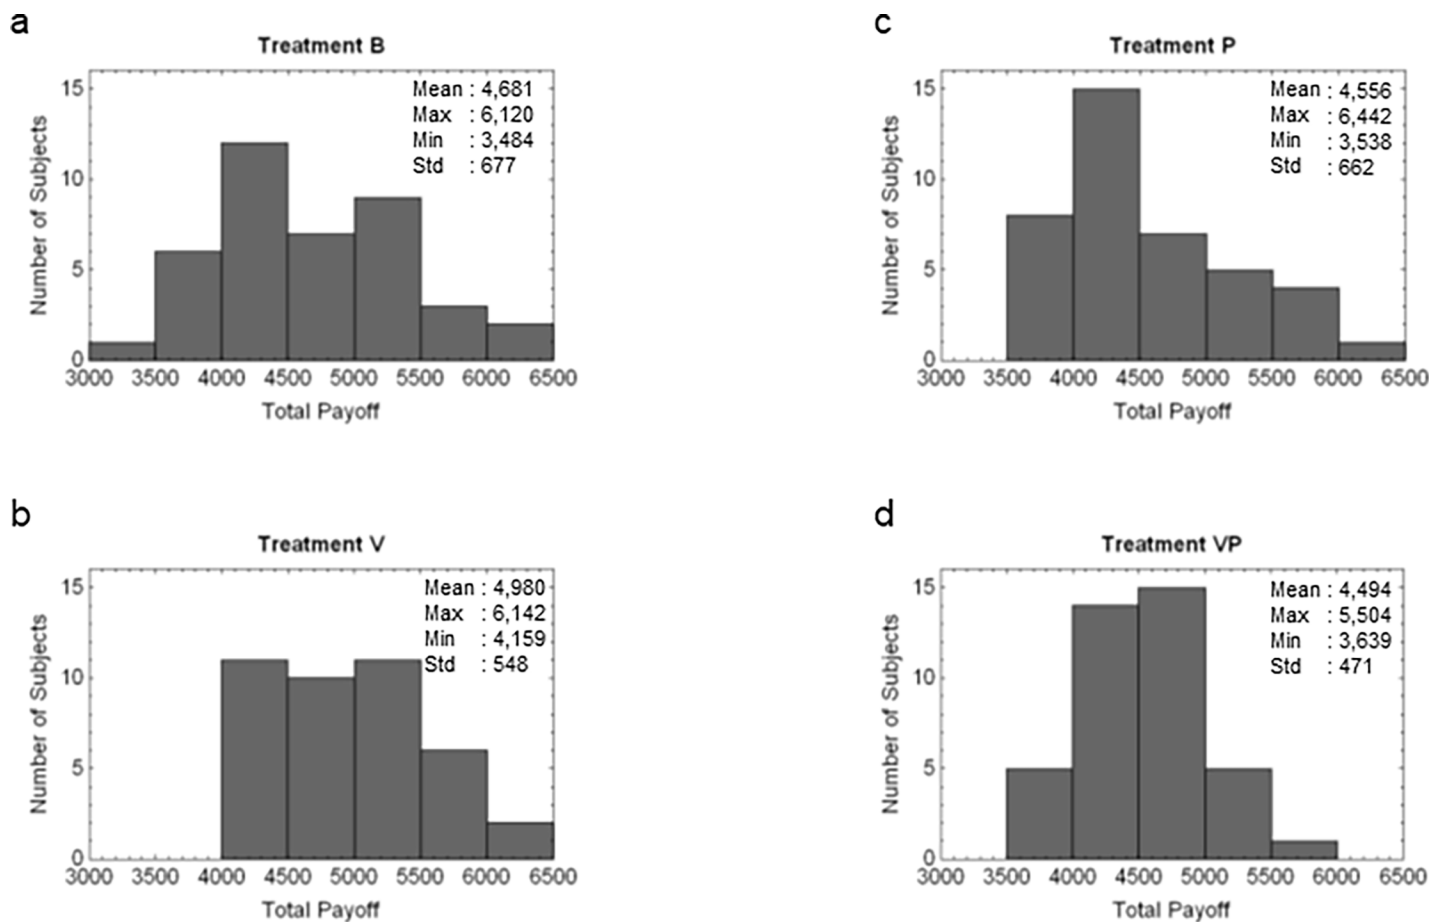 a
Treatment B
Mean : 4,681
Max : 6,120
Min : 3,484
Std : 677
15
10
5
0
Number of Subjects
3000 3500 4000 4500 5000 5500 6000 6500
Total Payoff
c
Treatment P
Mean : 4,556
Max : 6,442
Min : 3,538
Std : 662
15
10
5
0
Number of Subjects
3000 3500 4000 4500 5000 5500 6000 6500
Total Payoff
b
Treatment V
Mean : 4,980
Max : 6,142
Min : 4,159
Std : 548
15
10
5
0
Number of Subjects
3000 3500 4000 4500 5000 5500 6000 6500
Total Payoff
d
Treatment VP
Mean : 4,494
Max : 5,504
Min : 3,639
Std : 471
15
10
5
0
Number of Subjects
3000 3500 4000 4500 5000 5500 6000 6500
Total Payoff